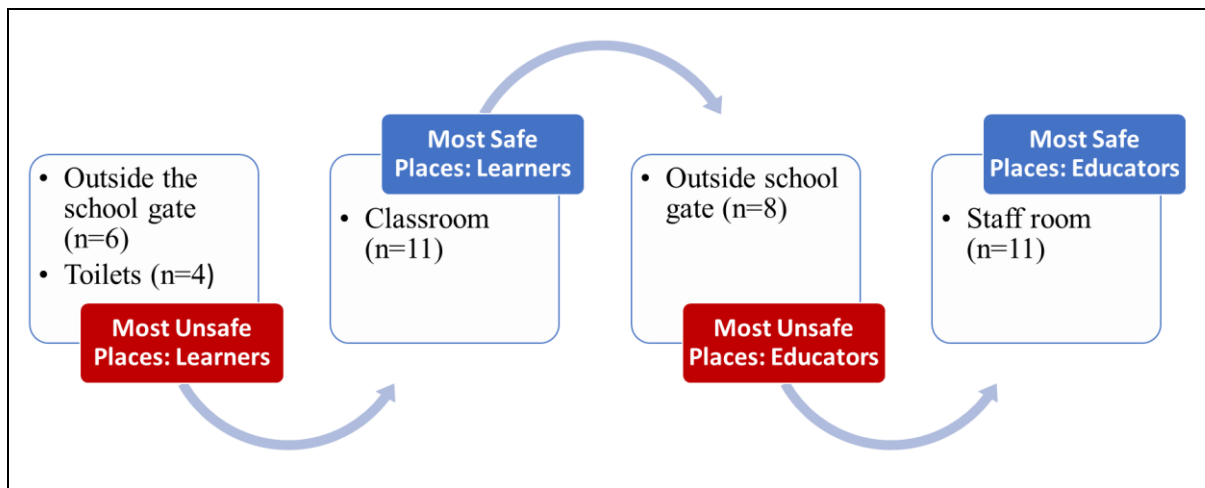 • Outside the
school gate
(n=6)
• Toilets (n=4)
Most Unsafe
Places: Learners
Most Safe
Places: Learners
• Classroom
(n=11)
• Outside school
gate (n=8)
Most Unsafe
Places: Educators
Most Safe
Places: Educators
• Staff room
(n=11)